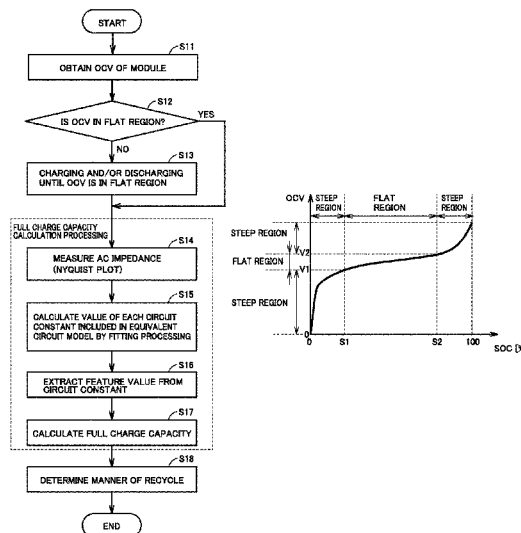 START
S11
OBTAIN OCV OF MODULE
S12
IS OCV IN FLAT REGION?
YES
NO
S13
CHARGING AND/OR DISCHARGING
UNTIL OCV IS IN FLAT REGION
FULL CHARGE CAPACITY
CALCULATION PROCESSING
S14
MEASURE AC IMPEDANCE
(NYQUIST PLOT)
S15
CALCULATE VALUE OF EACH CIRCUIT
CONSTANT INCLUDED IN EQUIVALENT
CIRCUIT MODEL BY FITTING PROCESSING
S16
EXTRACT FEATURE VALUE FROM
CIRCUIT CONSTANT
S17
CALCULATE FULL CHARGE CAPACITY
S18
DETERMINE MANNER OF RECYCLE
END
OCV
STEEP
REGION
FLAT
REGION
STEEP
REGION
STEEP REGION
V2
FLAT REGION
V1
STEEP REGION
0
0
S1
S2
100
SOC [%